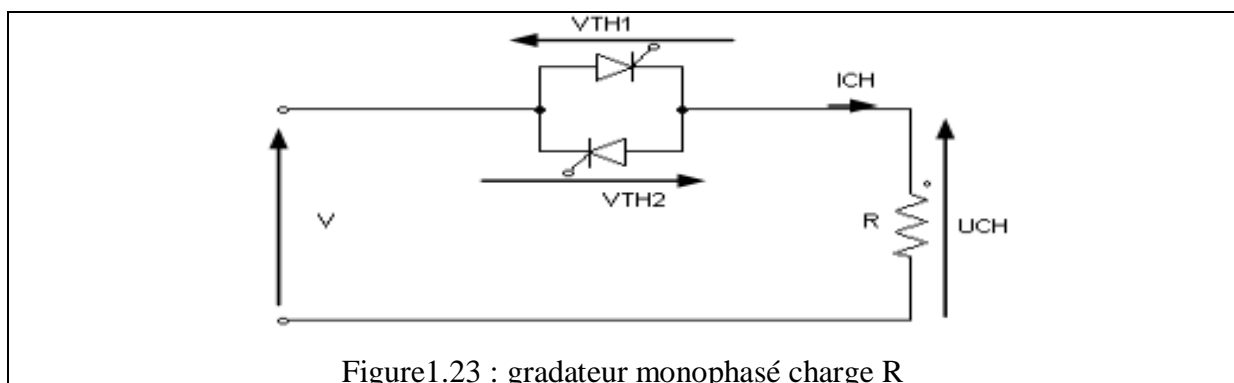 VTH1
ICH
VTH2
V
R
UCH
Figure1.23 : gradateur monophasé charge R